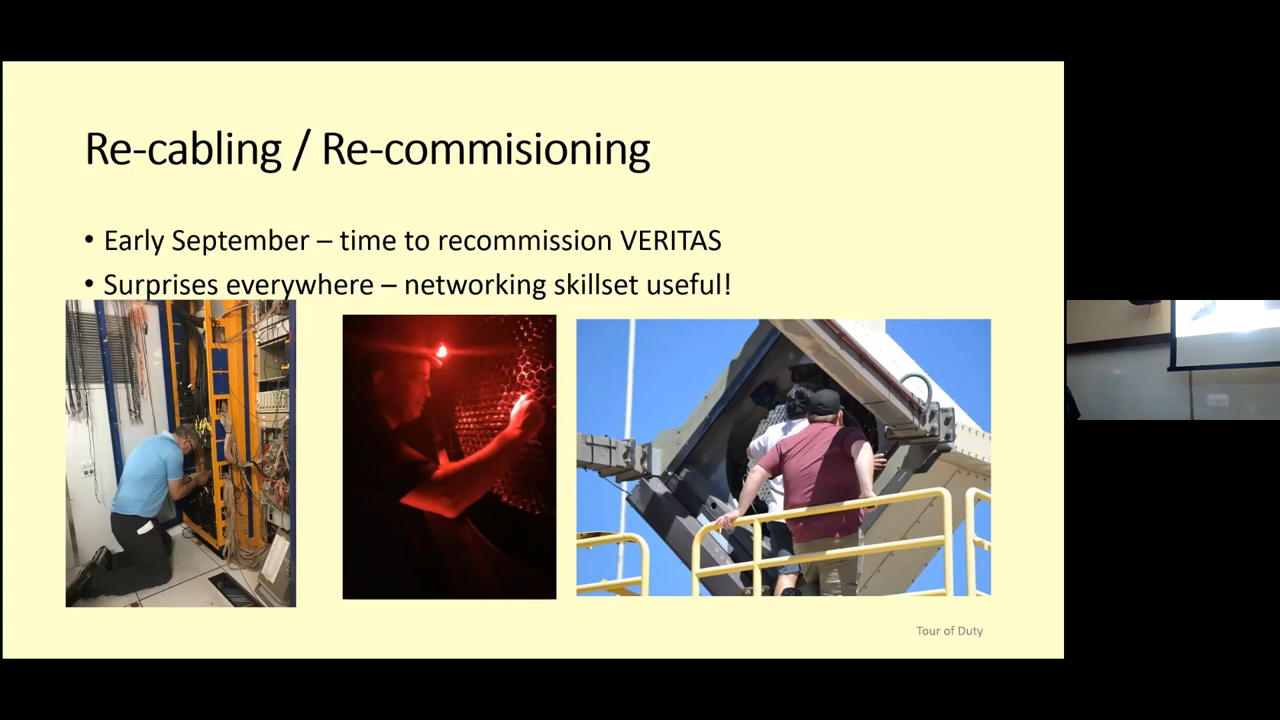 Re-cabling / Re-commisioning
• Early September – time to recommission VERITAS
• Surprises everywhere – networking skillset useful!
Tour of Duty